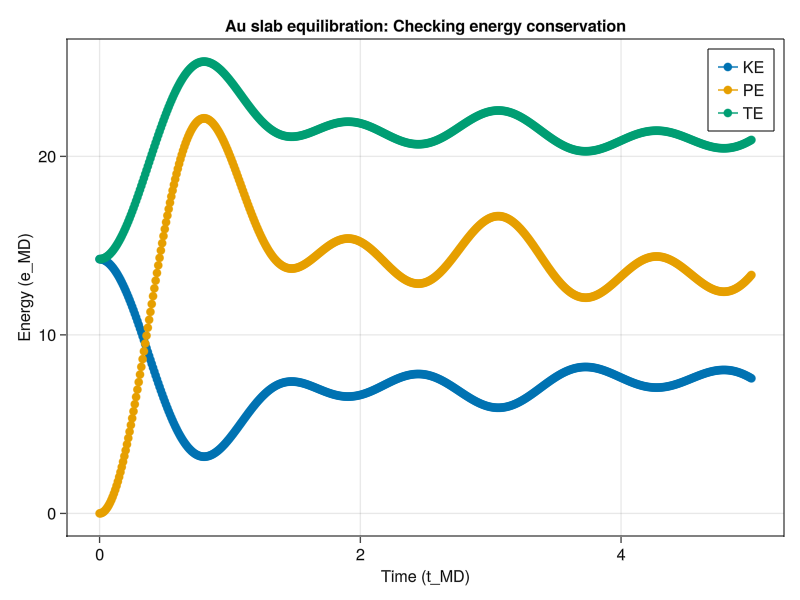 Au slab equilibration: Checking energy conservation
KE
PE
TE
20
10
0
Energy (e_MD)
0
2
4
Time (t_MD)